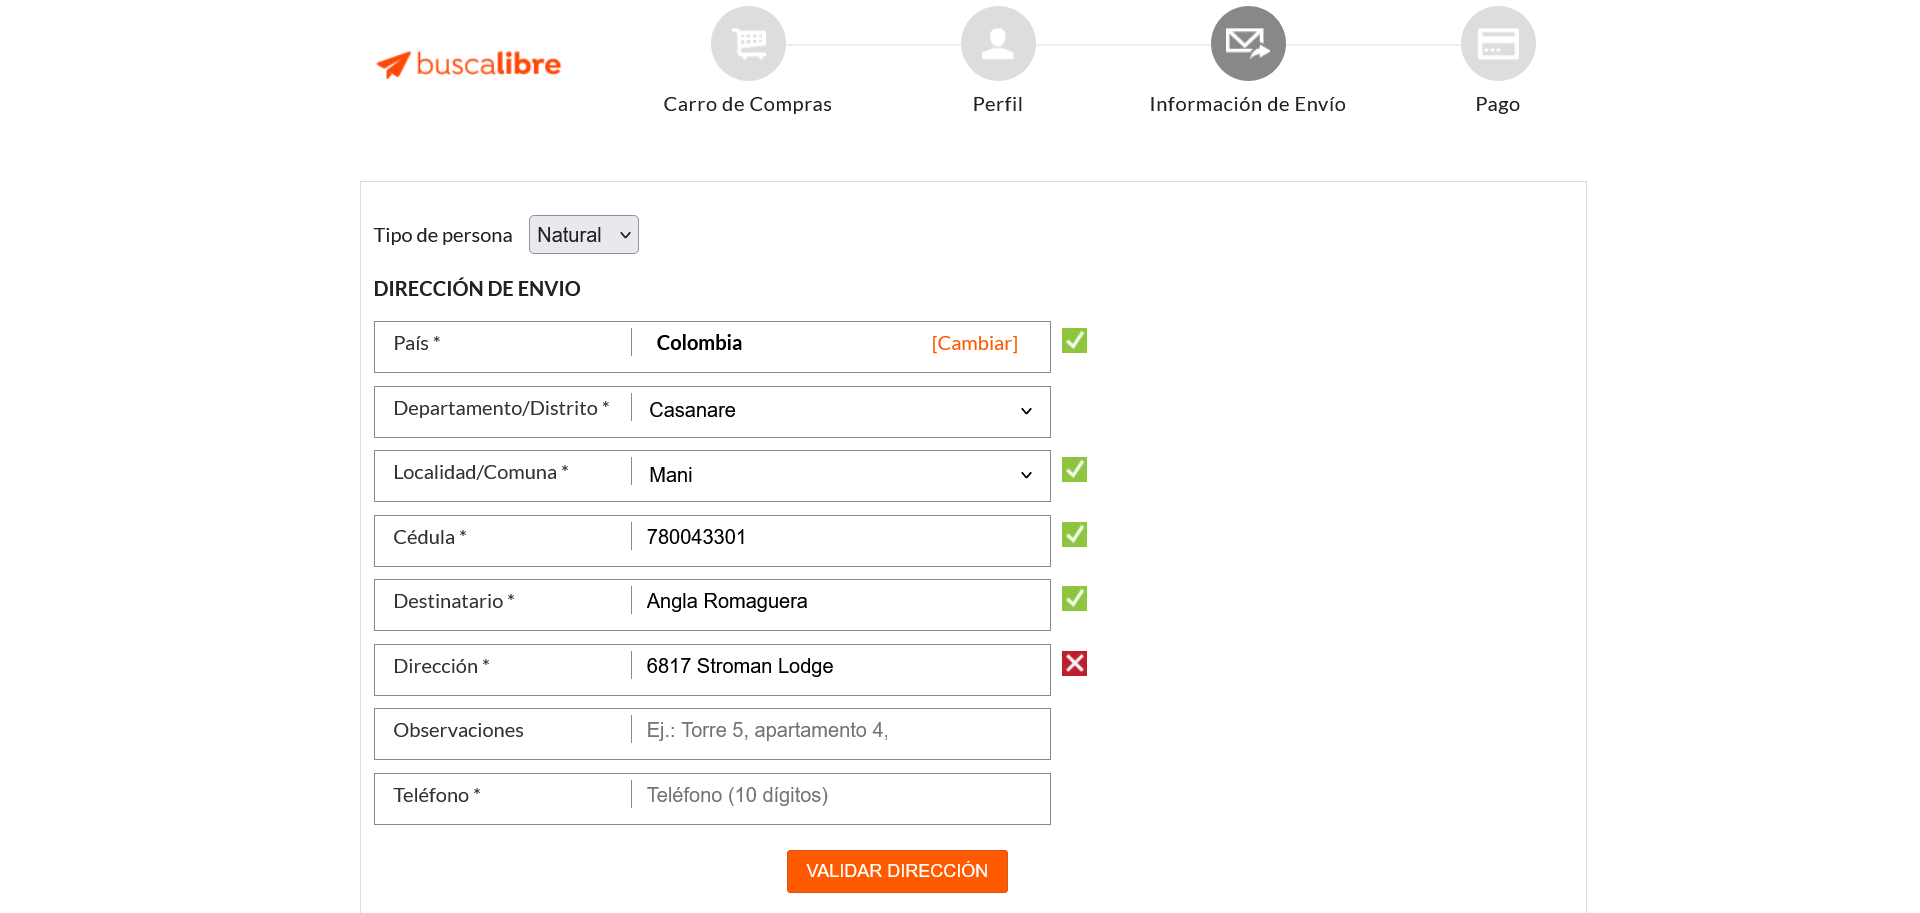 buscalibre
Carro de Compras
Perfil
Información de Envío
Pago
Tipo de persona Natural
DIRECCIÓN DE ENVIO
País * Colombia [Cambiar]
Departamento/Distrito * Casanare
Localidad/Comuna * Mani
Cédula * 780043301
Destinatario * Angla Romaguera
Dirección * 6817 Stroman Lodge
Observaciones Ej.: Torre 5, apartamento 4,
Teléfono * Teléfono (10 dígitos)
VALIDAR DIRECCIÓN